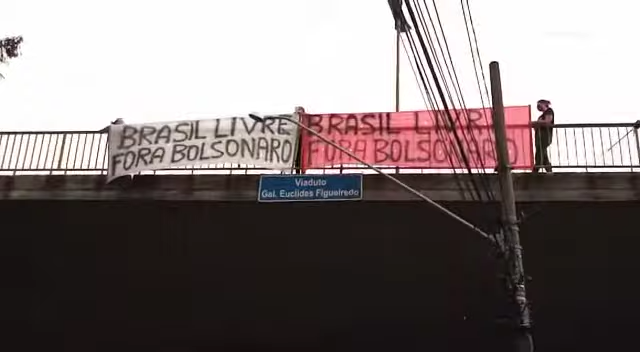 BRASIL LIVRE
FORA BOLSONARO
BRASIL LIVRE
FORA BOLSONARO
Viaduto
Gal. Euclides Figueiredo